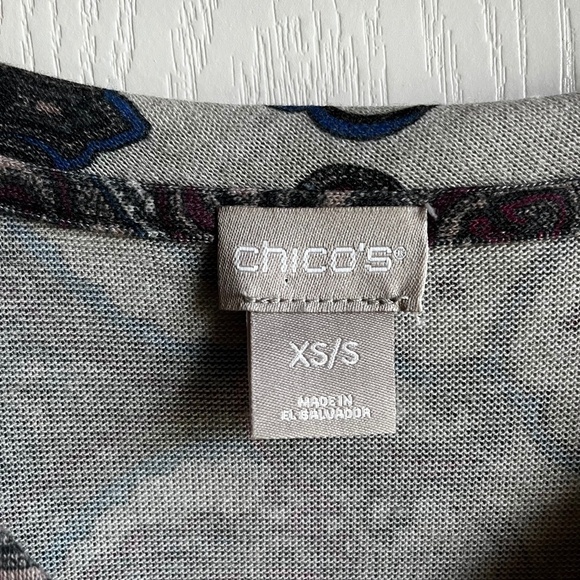 chico's®
XS/S
MADE IN
EL SALVADOR